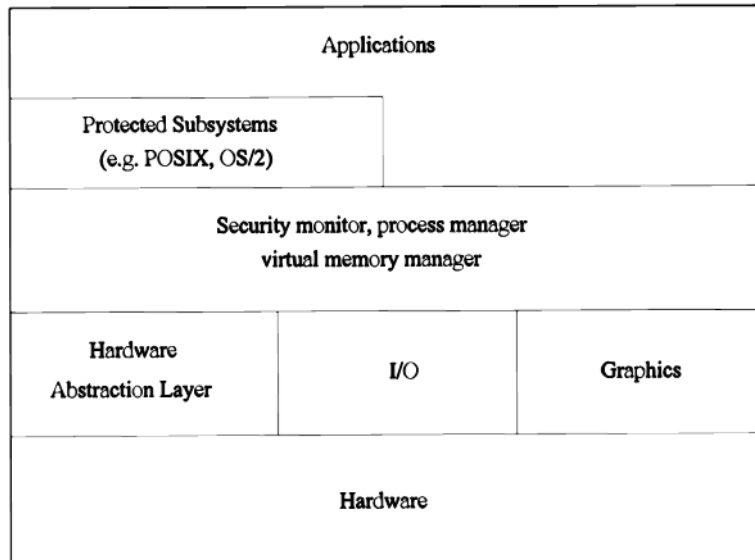 Applications
Protected Subsystems
(e.g. POSIX, OS/2)
Security monitor, process manager
virtual memory manager
Hardware
Abstraction Layer
I/O
Graphics
Hardware